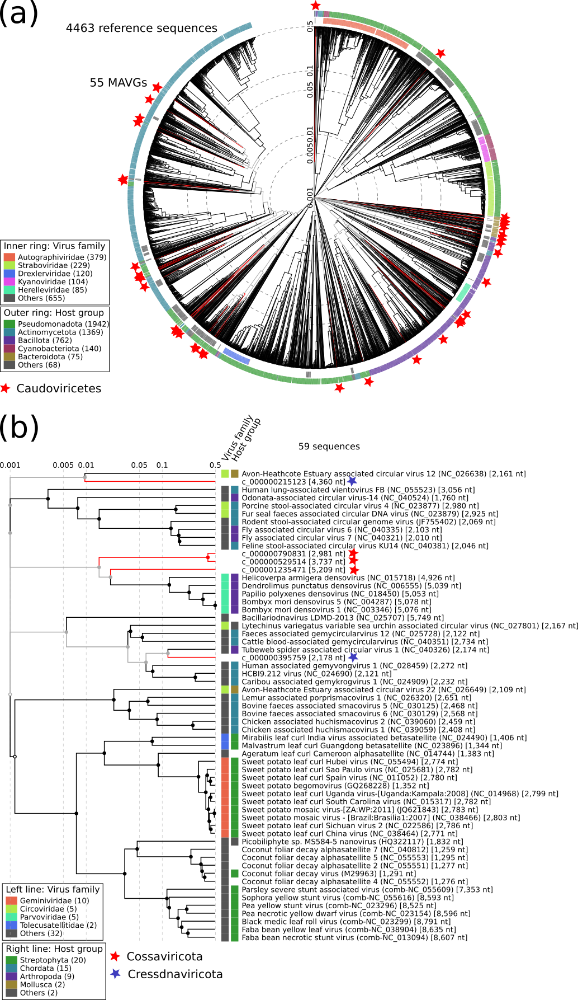 (a)
4463 reference sequences
55 MAVGs
0.5
0.1
0.05
0.01
0.005
0.001
Inner ring: Virus family
Autographiviridae (379)
Straboviridae (229)
Drexlerviridae (120)
Kyanoviridae (104)
Herelleviridae (85)
Others (655)
Outer ring: Host group
Pseudomonadota (1942)
Actinomycetota (1369)
Bacillota (762)
Cyanobacteriota (140)
Bacteroidota (75)
Others (68)
Caudoviricetes
(b)
Virus family
Host group
59 sequences
0.001 0.005 0.01 0.05 0.1 0.5
Avon-Heathcote Estuary associated circular virus 12 (NC_026638) [2,161 nt]
c_000000215123 [4,360 nt]
Human lung-associated vientovirus FB (NC_055523) [3,056 nt]
Odonata-associated circular virus-14 (NC_040524) [1,760 nt]
Porcine stool-associated circular virus 4 (NC_023877) [2,980 nt]
Fur seal faeces associated circular DNA virus (NC_023879) [2,925 nt]
Rodent stool-associated circular genome virus (JF755402) [2,069 nt]
Fly associated circular virus 6 (NC_040335) [2,103 nt]
Fly associated circular virus 7 (NC_040321) [2,010 nt]
Feline stool-associated circular virus KU14 (NC_040381) [2,046 nt]
c_000000790831 [2,981 nt]
c_000000529514 [3,737 nt]
c_000001235471 [5,209 nt]
Helicoverpa armigera densovirus (NC_015718) [4,926 nt]
Dendrolimus punctatus densovirus (NC_006555) [5,039 nt]
Papilio polyxenes densovirus (NC_018450) [5,053 nt]
Bombyx mori densovirus 5 (NC_004287) [5,078 nt]
Bombyx mori densovirus 1 (NC_003346) [5,076 nt]
Bacillariodnavirus LDMD-2013 (NC_025707) [5,749 nt]
Lytechinus variegatus variable sea urchin associated circular virus (NC_027801) [2,167 nt]
Faeces associated gemycircularvirus 12 (NC_025728) [2,122 nt]
Cattle blood-associated gemycircularvirus (NC_040351) [2,734 nt]
Tubeweb spider associated circular virus 1 (NC_040326) [2,174 nt]
c_000000395759 [2,178 nt]
Human associated gemyvongvirus 1 (NC_028459) [2,272 nt]
HCBI9.212 virus (NC_024690) [2,121 nt]
Caribou associated gemykrogvirus 1 (NC_024909) [2,232 nt]
Avon-Heathcote Estuary associated circular virus 22 (NC_026649) [2,109 nt]
Lemur associated porprismacovirus 1 (NC_026320) [2,651 nt]
Bovine faeces associated smacovirus 5 (NC_030125) [2,468 nt]
Bovine faeces associated smacovirus 6 (NC_030129) [2,568 nt]
Chicken associated huchismacovirus 2 (NC_039060) [2,459 nt]
Chicken associated huchismacovirus 1 (NC_039059) [2,408 nt]
Mirabilis leaf curl India virus associated betasatellite (NC_024490) [1,406 nt]
Malvastrum leaf curl Guangdong betasatellite (NC_023896) [1,344 nt]
Ageratum leaf curl Cameroon alphasatellite (NC_014744) [1,383 nt]
Sweet potato leaf curl Hubei virus (NC_055494) [2,774 nt]
Sweet potato leaf curl Sao Paulo virus (NC_025681) [2,782 nt]
Sweet potato leaf curl Spain virus (NC_011052) [2,780 nt]
Sweet potato begomovirus (GQ268228) [1,352 nt]
Sweet potato leaf curl Uganda virus-[Uganda:Kampala:2008] (NC_014968) [2,799 nt]
Sweet potato leaf curl South Carolina virus (NC_015317) [2,782 nt]
Sweet potato mosaic virus-[ZA:WP:2011] (JQ621843) [2,783 nt]
Sweet potato mosaic virus - [Brazil:Brasilia1:2007] (NC_038466) [2,803 nt]
Sweet potato leaf curl Sichuan virus 2 (NC_022586) [2,786 nt]
Sweet potato leaf curl China virus (NC_038464) [2,771 nt]
Picobiliphyte sp. MS584-5 nanovirus (HQ322117) [1,832 nt]
Coconut foliar decay alphasatellite 7 (NC_040812) [1,259 nt]
Coconut foliar decay alphasatellite 5 (NC_055553) [1,295 nt]
Coconut foliar decay alphasatellite 2 (NC_055551) [1,277 nt]
Coconut foliar decay virus (M29963) [1,291 nt]
Coconut foliar decay alphasatellite 4 (NC_055552) [1,276 nt]
Parsley severe stunt associated virus (comb-NC_055609) [7,353 nt]
Sophora yellow stunt virus (comb-NC_055616) [8,593 nt]
Pea yellow stunt virus (comb-NC_023296) [8,525 nt]
Pea necrotic yellow dwarf virus (comb-NC_023154) [8,596 nt]
Black medic leaf roll virus (comb-NC_023299) [8,791 nt]
Faba bean yellow leaf virus (comb-NC_038904) [8,635 nt]
Faba bean necrotic stunt virus (comb-NC_013094) [8,607 nt]
Left line: Virus family
Geminiviridae (10)
Circoviridae (5)
Parvoviridae (5)
Tolecusatellitidae (2)
Others (32)
Right line: Host group
Streptophyta (20)
Chordata (15)
Arthropoda (9)
Mollusca (2)
Others (2)
Cossaviricota
Cressdnaviricota